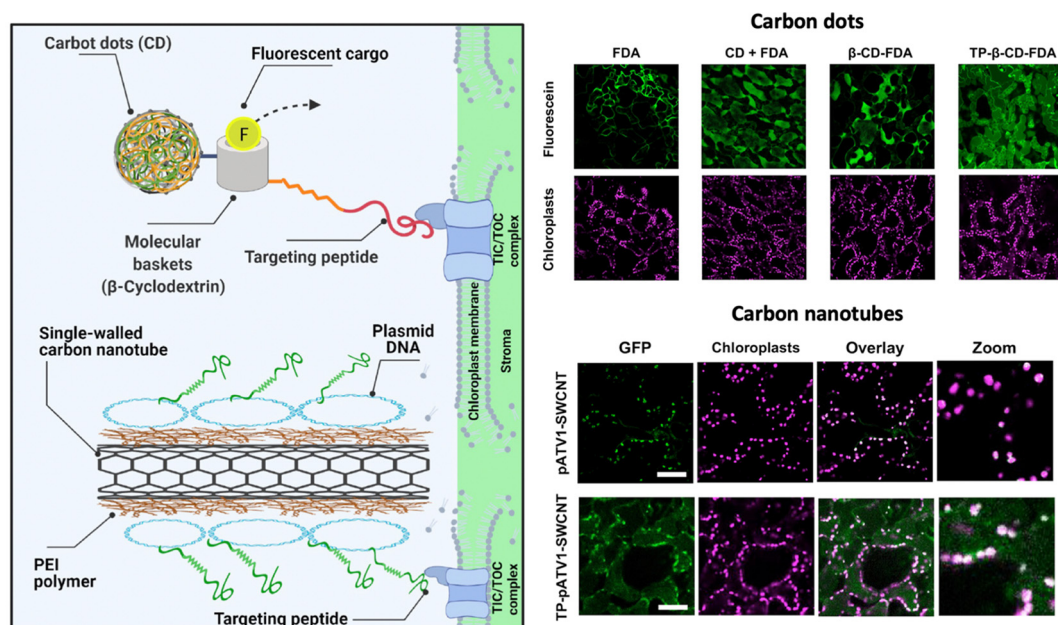 Carbot dots (CD)
Fluorescent cargo
F
Molecular
baskets
(β-Cyclodextrin)
Targeting peptide
TIC/TOC
complex
Single-walled
carbon nanotube
Plasmid
DNA
Chloroplast membrane
Stroma
PEI
polymer
Targeting peptide
TIC/TOC
complex
Carbon dots
FDA
CD + FDA
β-CD-FDA
TP-β-CD-FDA
Fluorescein
Chloroplasts
Carbon nanotubes
GFP
Chloroplasts
Overlay
Zoom
pATV1-SWCNT
TP-pATV1-SWCNT